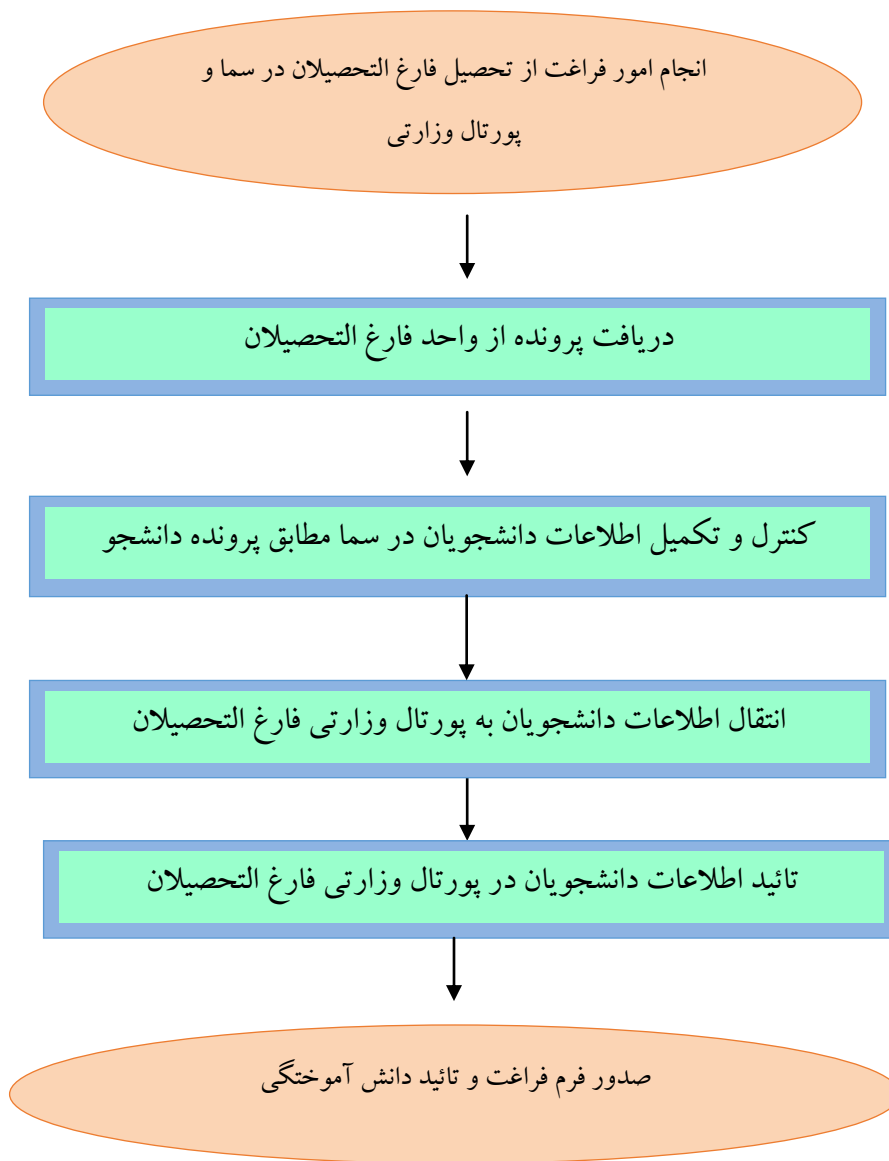 انجام امور فراغت از تحصیل فارغ التحصیلان در سما و
پورتال وزارتی
دریافت پرونده از واحد فارغ التحصیلان
کنترل و تکمیل اطلاعات دانشجویان در سما مطابق پرونده دانشجو
انتقال اطلاعات دانشجویان به پورتال وزارتی فارغ التحصیلان
تائید اطلاعات دانشجویان در پورتال وزارتی فارغ التحصیلان
صدور فرم فراغت و تائید دانش آموختگی